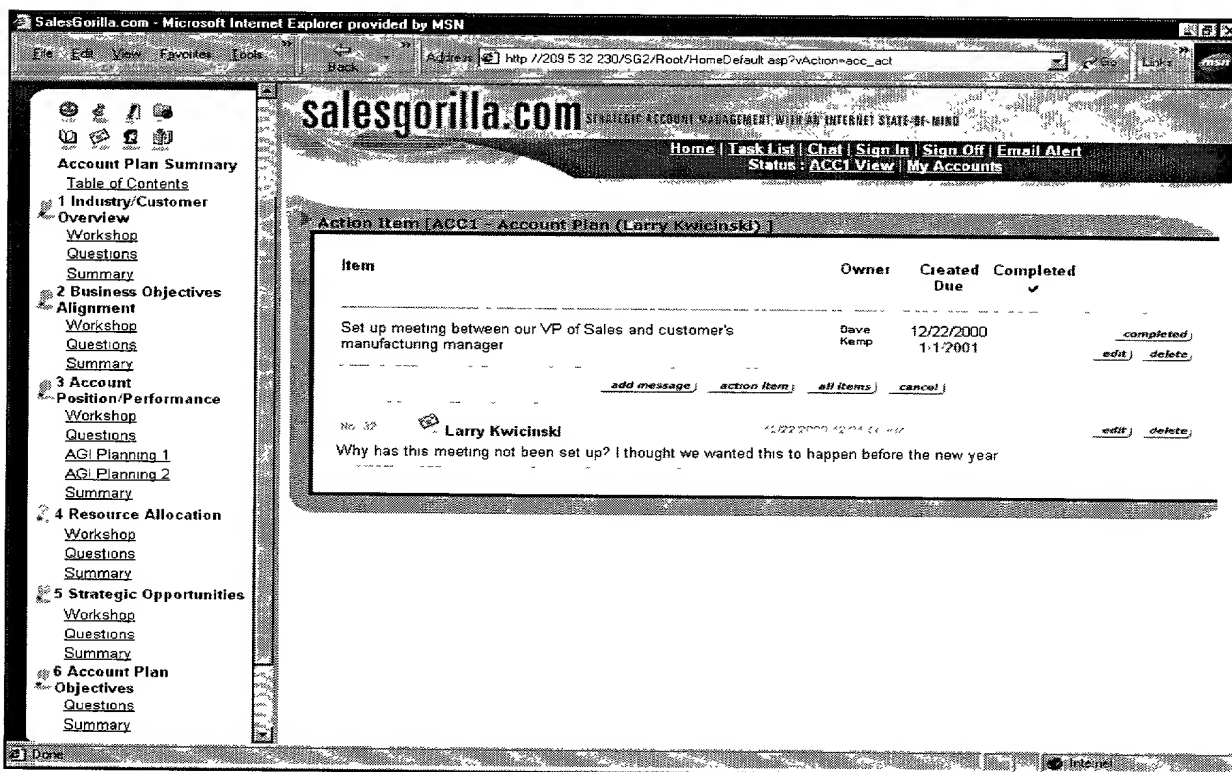 SalesGorilla.com - Microsoft Internet Explorer provided by MSN
File Edit View Favorites Tools » Back » Address http //209 5 32 230/SG2/Root/HomeDefault asp?vAction=acc_act Go Links » msn
salesgorilla.com STRATEGIC ACCOUNT MANAGEMENT WITH AN INTERNET STATE-OF-MIND
Home | Task List | Chat | Sign In | Sign Off | Email Alert
Status : ACC1 View | My Accounts
Account Plan Summary
Table of Contents
1 Industry/Customer
Overview
Workshop
Questions
Summary
2 Business Objectives
Alignment
Workshop
Questions
Summary
3 Account
Position/Performance
Workshop
Questions
AGI Planning 1
AGI Planning 2
Summary
4 Resource Allocation
Workshop
Questions
Summary
5 Strategic Opportunities
Workshop
Questions
Summary
6 Account Plan
Objectives
Questions
Summary
Action Item [ACC1 - Account Plan (Larry Kwicinski) ]
Item Owner Created Completed
Due ✔
Set up meeting between our VP of Sales and customer's Dave 12/22/2000 completed
manufacturing manager Kemp 1/1/2001 edit delete
add message action item all items cancel
No 32 Larry Kwicinski edit delete
Why has this meeting not been set up? I thought we wanted this to happen before the new year
Done Internet